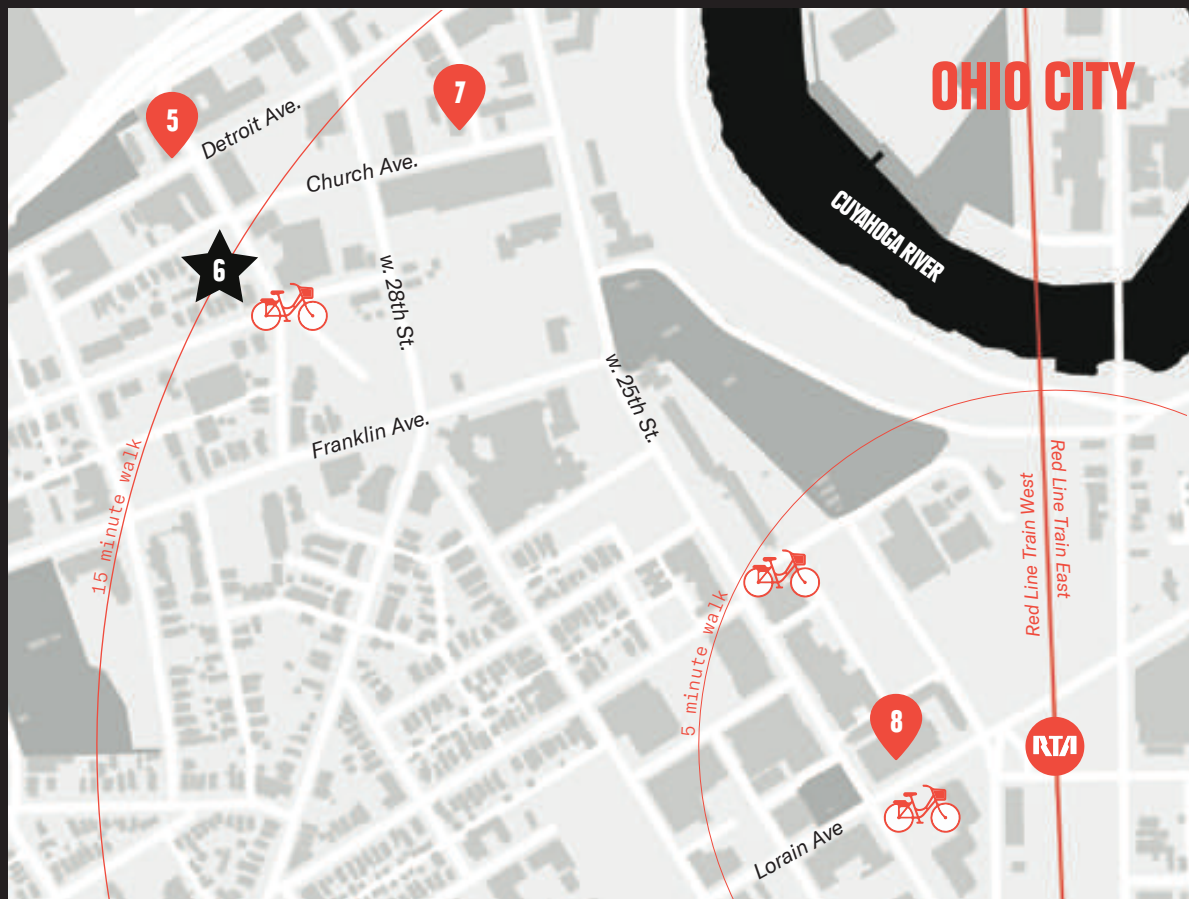 OHIO CITY
7
5
Detroit Ave.
Church Ave.
CUYAHOGA RIVER
6
w. 28th St.
w. 25th St.
Franklin Ave.
15 minute walk
Red Line Train West
Red Line Train East
5 minute walk
8
RTA
Lorain Ave